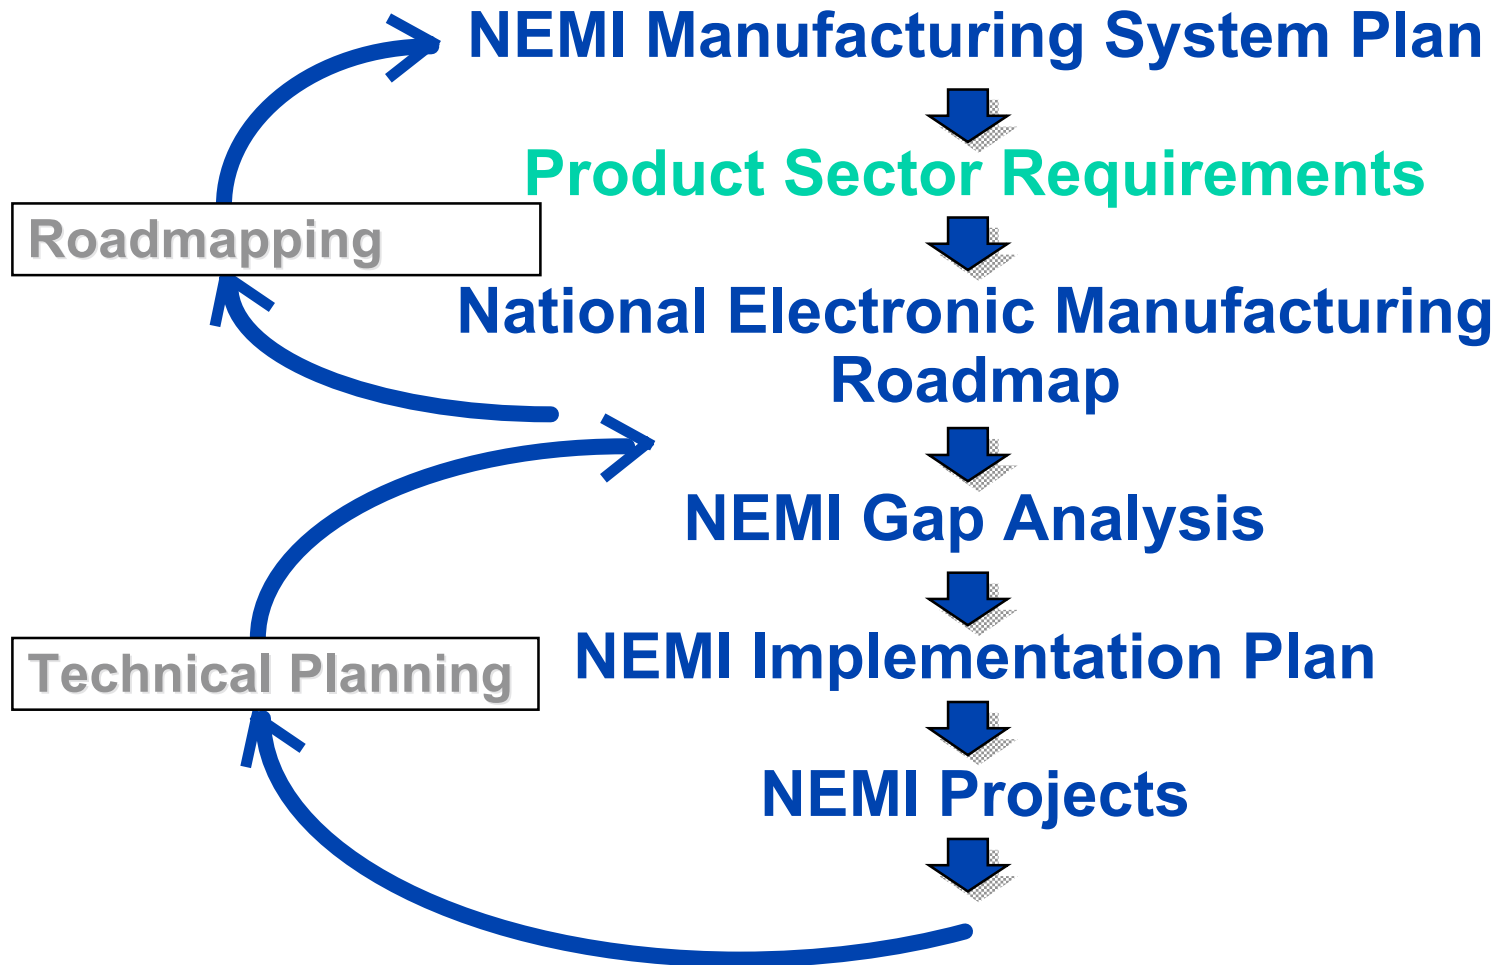 NEMI Manufacturing System Plan
Product Sector Requirements
Roadmapping
National Electronic Manufacturing
Roadmap
NEMI Gap Analysis
NEMI Implementation Plan
Technical Planning
NEMI Projects